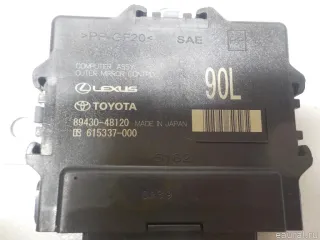 >PP-GF20< SAE
COMPUTER ASSY,
OUTER MIRROR CONTROL
90L
LEXUS
TOYOTA
89430-48120 MADE IN JAPAN
615337-000